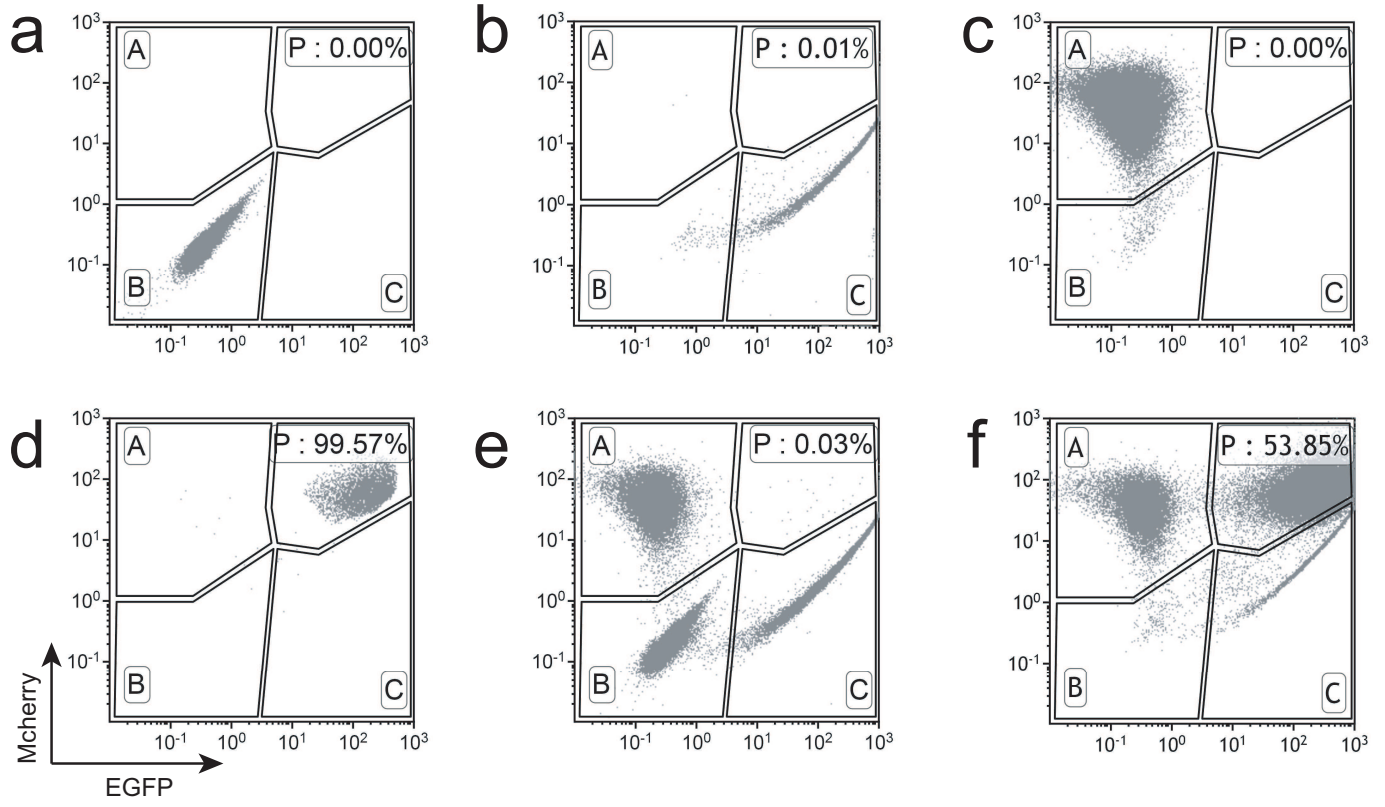 a
10³
10²
10¹
10⁰
10⁻¹
A
P : 0.00%
B
C
10⁻¹ 10⁰ 10¹ 10² 10³
b
10³
10²
10¹
10⁰
10⁻¹
A
P : 0.01%
B
C
10⁻¹ 10⁰ 10¹ 10² 10³
c
10³
10²
10¹
10⁰
10⁻¹
A
P : 0.00%
B
C
10⁻¹ 10⁰ 10¹ 10² 10³
d
10³
10²
10¹
10⁰
10⁻¹
A
P : 99.57%
B
C
10⁻¹ 10⁰ 10¹ 10² 10³
e
10³
10²
10¹
10⁰
10⁻¹
A
P : 0.03%
B
C
10⁻¹ 10⁰ 10¹ 10² 10³
f
10³
10²
10¹
10⁰
10⁻¹
A
P : 53.85%
B
C
10⁻¹ 10⁰ 10¹ 10² 10³
Mcherry
EGFP